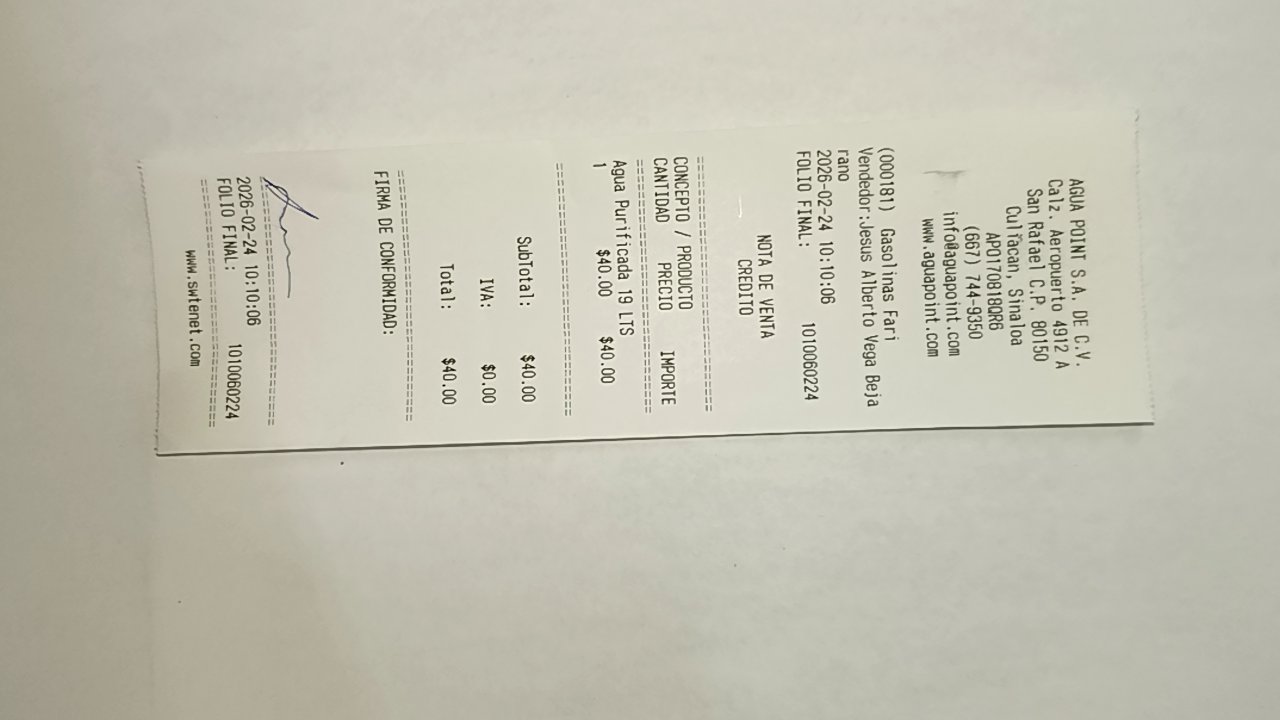 AGUA POINT S.A. DE C.V.
Calz. Aeropuerto 4912 A
San Rafael C.P. 80150
Culiacan, Sinaloa
APO170818QR6
(667) 744-9350
info@aguapoint.com
www.aguapoint.com
(000181) Gasolinas Fari
Vendedor:Jesus Alberto Vega Beja
rano
2026-02-24 10:10:06
FOLIO FINAL: 1010060224
NOTA DE VENTA
CREDITO
================================
CONCEPTO / PRODUCTO
CANTIDAD PRECIO IMPORTE
================================
Agua Purificada 19 LTS
1 $40.00 $40.00
================================
SubTotal: $40.00
IVA: $0.00
Total: $40.00
================================
FIRMA DE CONFORMIDAD:
================================
2026-02-24 10:10:06
FOLIO FINAL: 1010060224
================================
www.swtenet.com